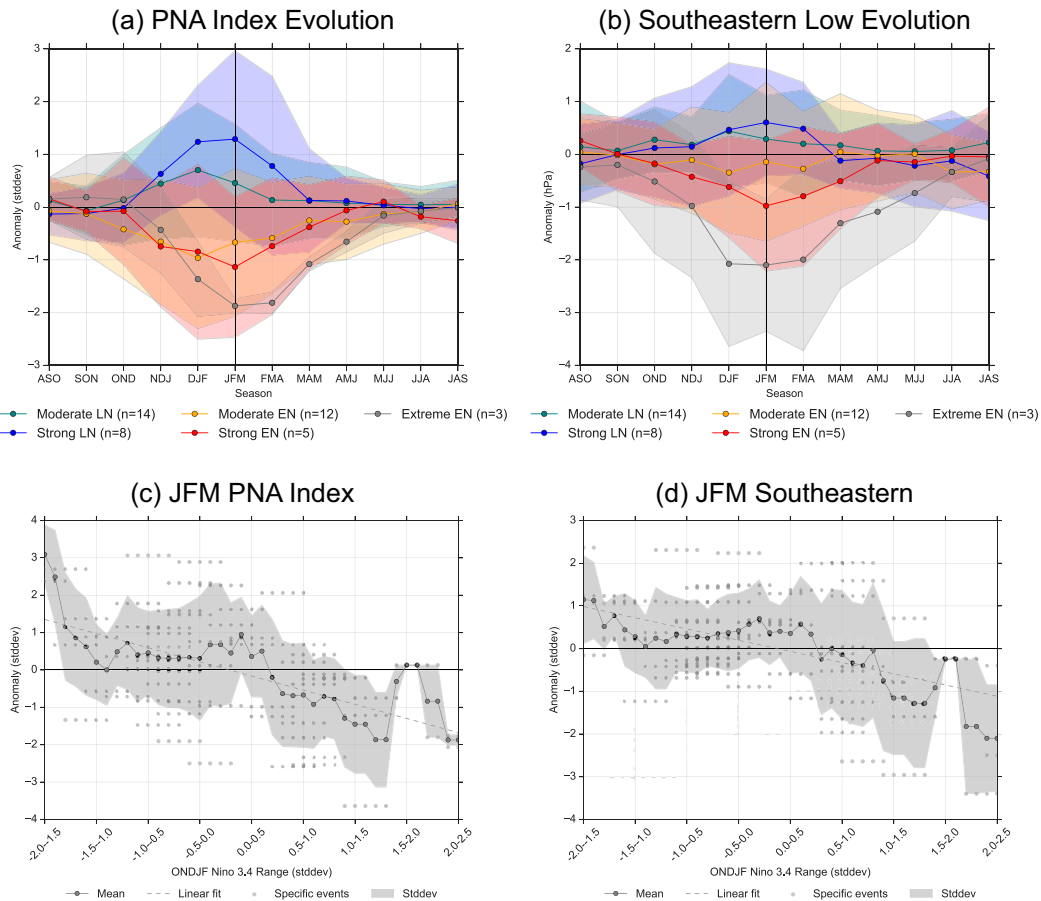 (a) PNA Index Evolution
3
2
1
0
−1
−2
−3
Anomaly (stddev)
ASO SON OND NDJ DJF JFM FMA MAM AMJ MJJ JJA JAS
Season
Moderate LN (n=14) Moderate EN (n=12) Extreme EN (n=3)
Strong LN (n=8) Strong EN (n=5)
(b) Southeastern Low Evolution
2
1
0
−1
−2
−3
−4
Anomaly (hPa)
ASO SON OND NDJ DJF JFM FMA MAM AMJ MJJ JJA JAS
Season
Moderate LN (n=14) Moderate EN (n=12) Extreme EN (n=3)
Strong LN (n=8) Strong EN (n=5)
(c) JFM PNA Index
4
3
2
1
0
−1
−2
−3
−4
Anomaly (stddev)
-2.0–1.5 -1.5–1.0 -1.0–0.5 -0.5-0.0 0.0-0.5 0.5-1.0 1.0-1.5 1.5-2.0 2.0-2.5
ONDJF Nino 3.4 Range (stddev)
Mean Linear fit Specific events Stddev
(d) JFM Southeastern
3
2
1
0
−1
−2
−3
−4
Anomaly (stddev)
-2.0–1.5 -1.5–1.0 -1.0–0.5 -0.5-0.0 0.0-0.5 0.5-1.0 1.0-1.5 1.5-2.0 2.0-2.5
ONDJF Nino 3.4 Range (stddev)
Mean Linear fit Specific events Stddev